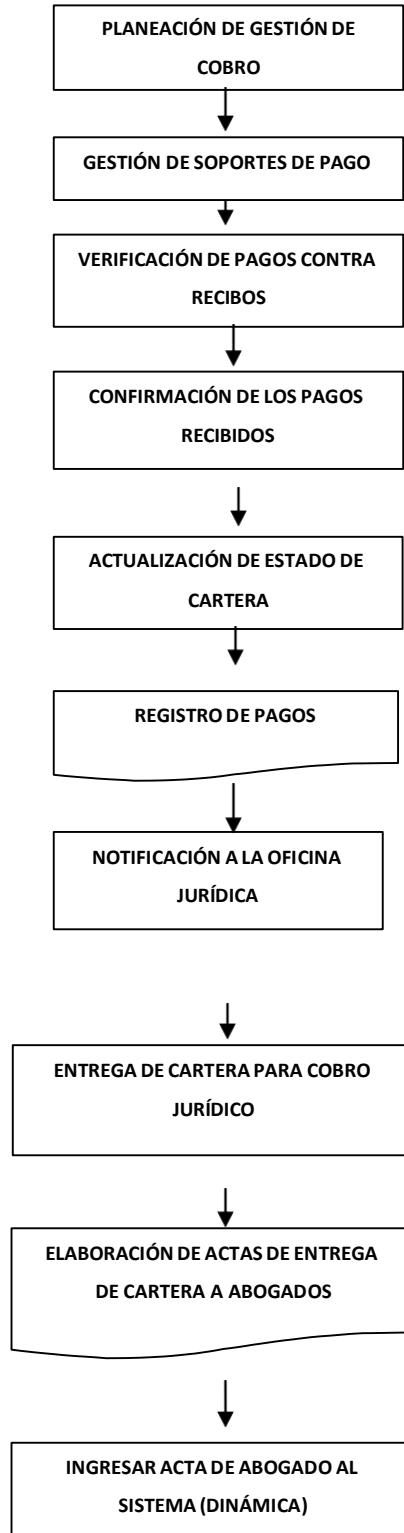 PLANEACIÓN DE GESTIÓN DE
COBRO
GESTIÓN DE SOPORTES DE PAGO
VERIFICACIÓN DE PAGOS CONTRA
RECIBOS
CONFIRMACIÓN DE LOS PAGOS
RECIBIDOS
ACTUALIZACIÓN DE ESTADO DE
CARTERA
REGISTRO DE PAGOS
NOTIFICACIÓN A LA OFICINA
JURÍDICA
ENTREGA DE CARTERA PARA COBRO
JURÍDICO
ELABORACIÓN DE ACTAS DE ENTREGA
DE CARTERA A ABOGADOS
INGRESAR ACTA DE ABOGADO AL
SISTEMA (DINÁMICA)